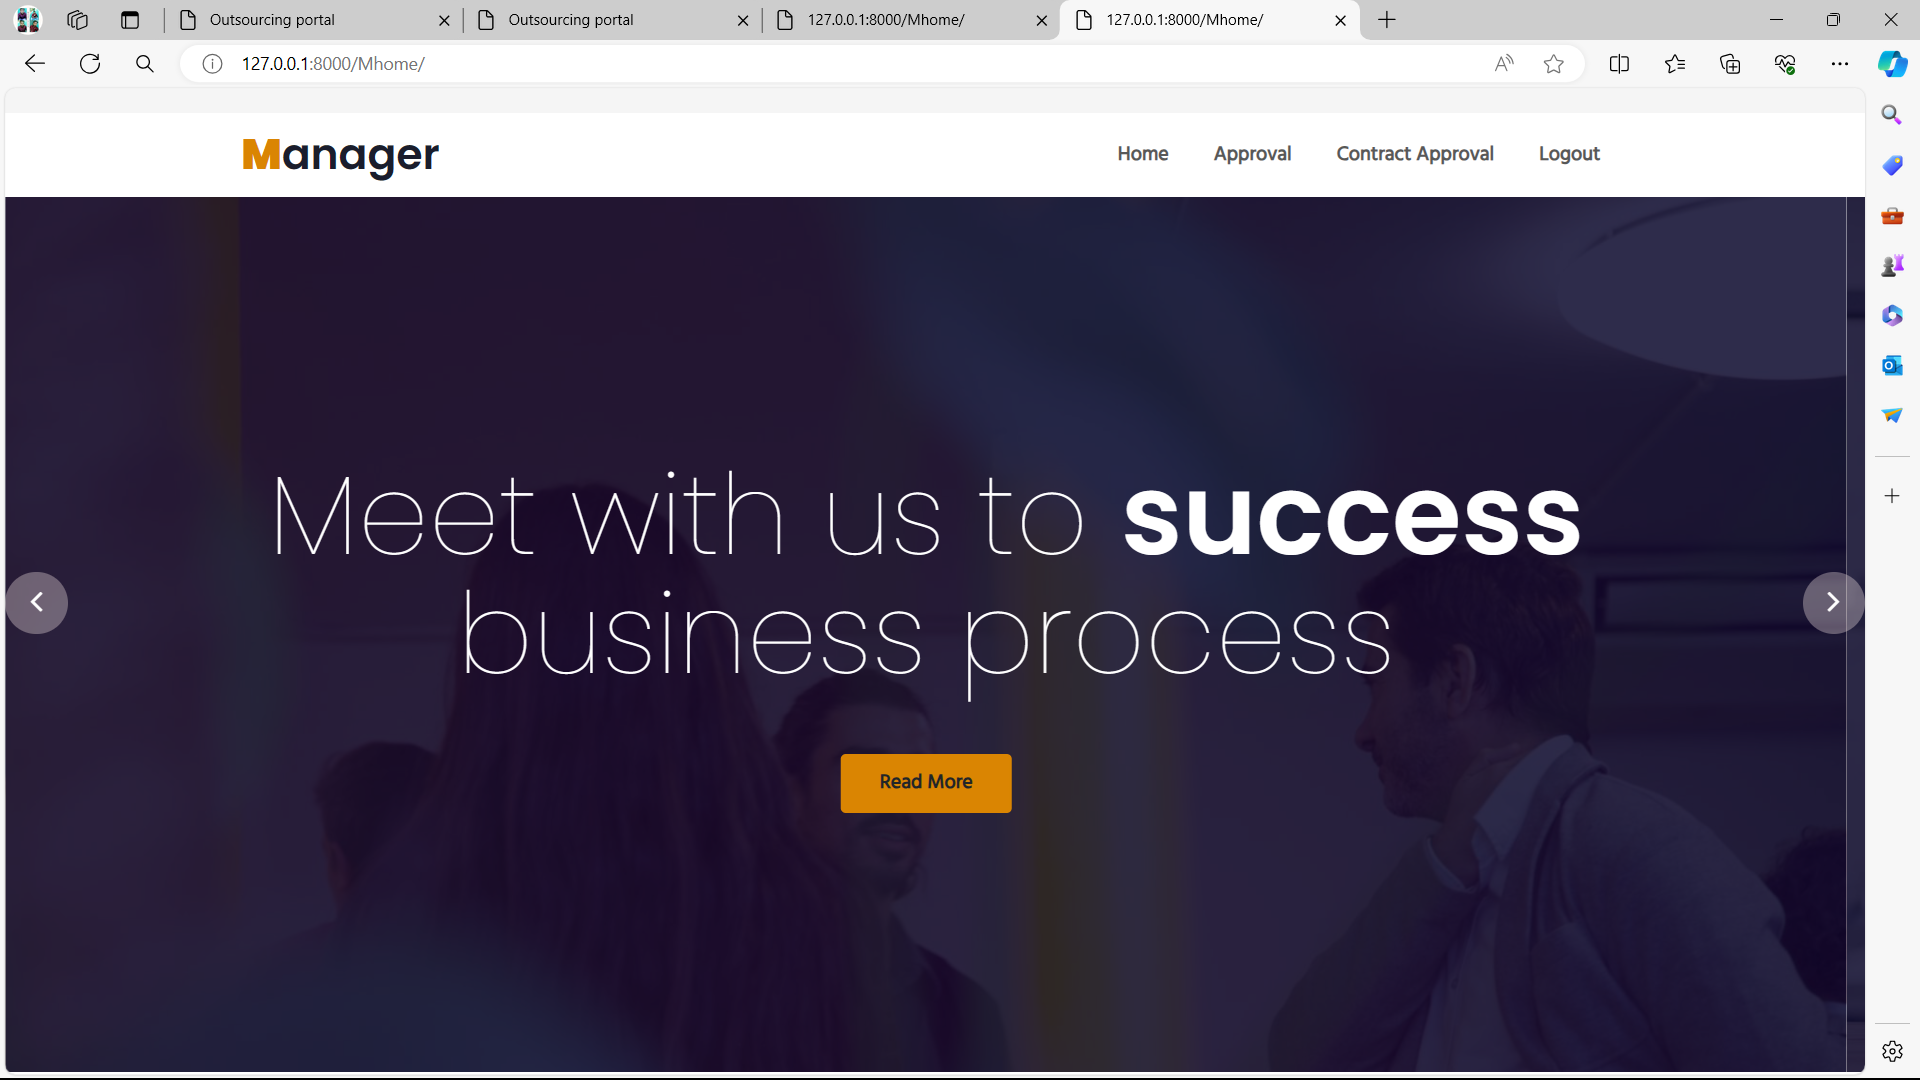 Outsourcing portal
Outsourcing portal
127.0.0.1:8000/Mhome/
127.0.0.1:8000/Mhome/
127.0.0.1:8000/Mhome/
Manager
Home
Approval
Contract Approval
Logout
Meet with us to success
business process
Read More